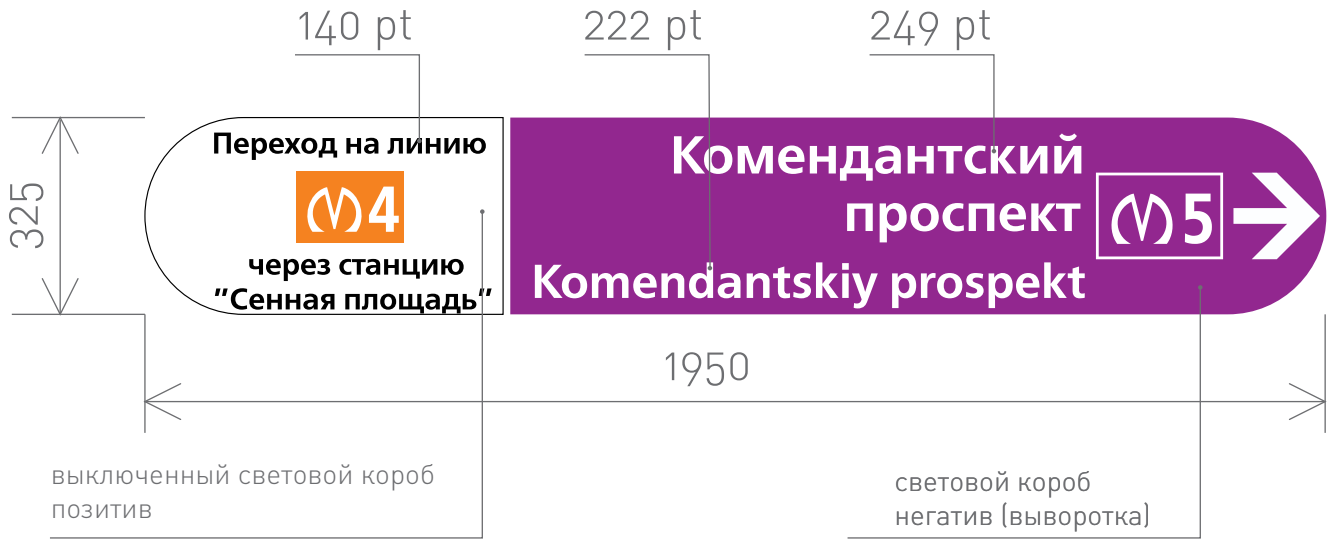 140 pt
222 pt
249 pt
325
Переход на линию
4
через станцию
”Сенная площадь”
Комендантский
проспект
Komendantskiy prospekt
5
1950
выключенный световой короб
позитив
световой короб
негатив (выворотка)